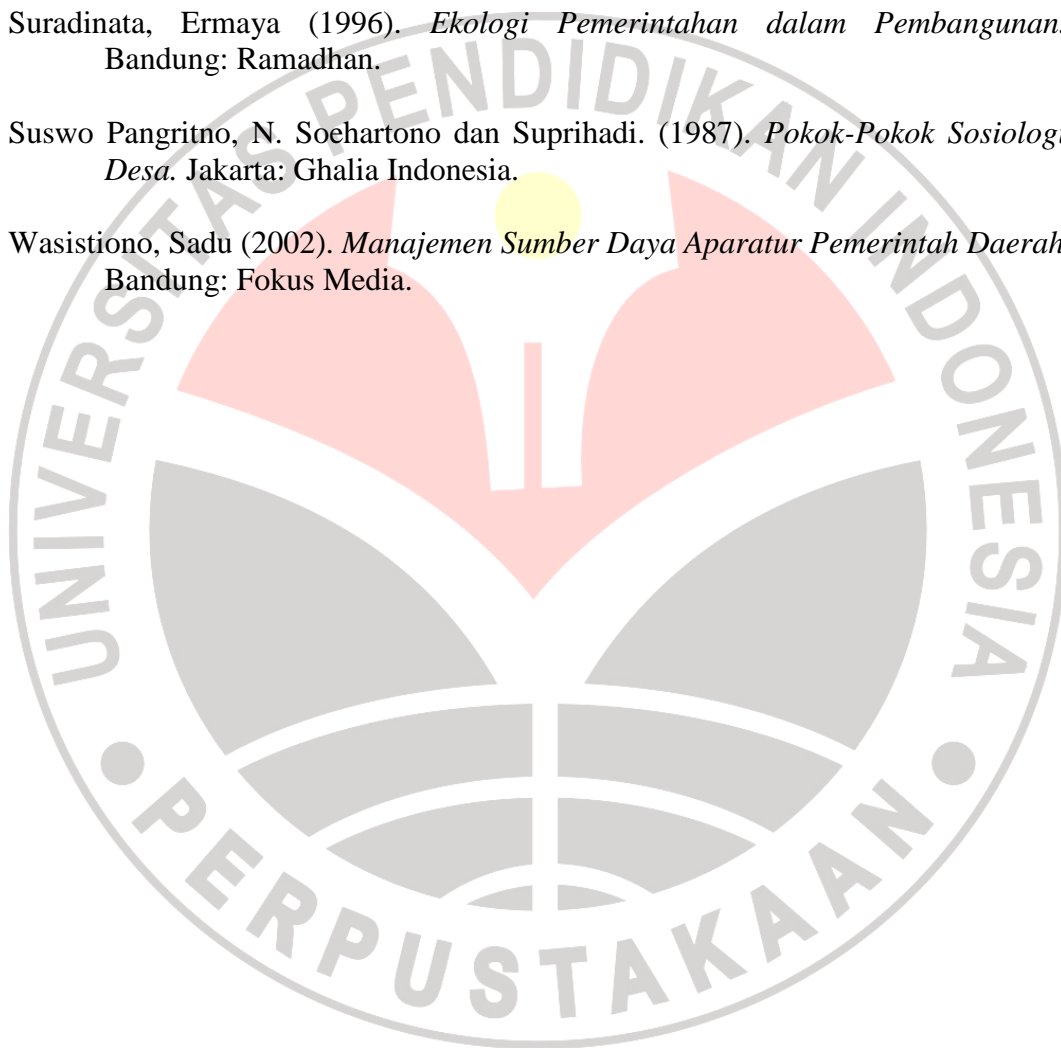 Suradinata, Ermaya (1996). Ekologi Pemerintahan dalam Pembangunan.
Bandung: Ramadhan.
Suswo Pangritno, N. Soehartono dan Suprihadi. (1987). Pokok-Pokok Sosiologi
Desa. Jakarta: Ghalia Indonesia.
Wasistiono, Sadu (2002). Manajemen Sumber Daya Aparatur Pemerintah Daerah
Bandung: Fokus Media.
UNIVERSITAS PENDIDIKAN INDONESIA
PERPUSTAKAAN